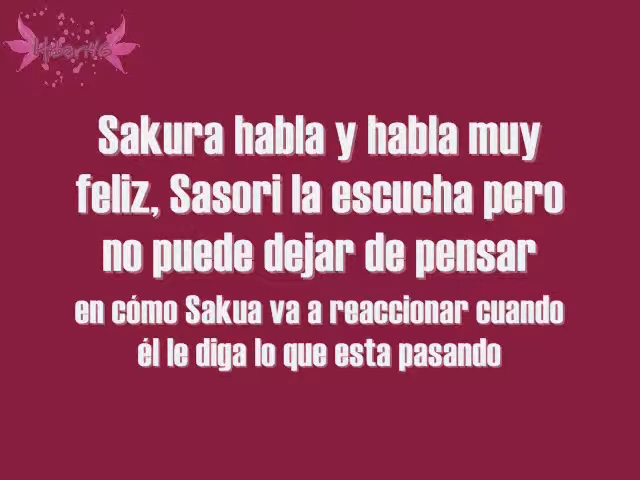 Sakura habla y habla muy
feliz, Sasori la escucha pero
no puede dejar de pensar
en cómo Sakua va a reaccionar cuando
él le diga lo que esta pasando